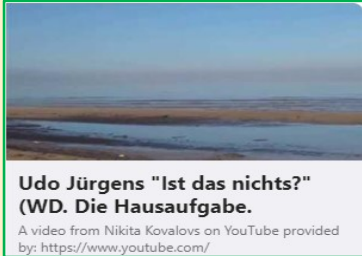 Udo Jürgens "Ist das nichts?"
(WD. Die Hausaufgabe.
A video from Nikita Kovalovs on YouTube provided
by: https://www.youtube.com/